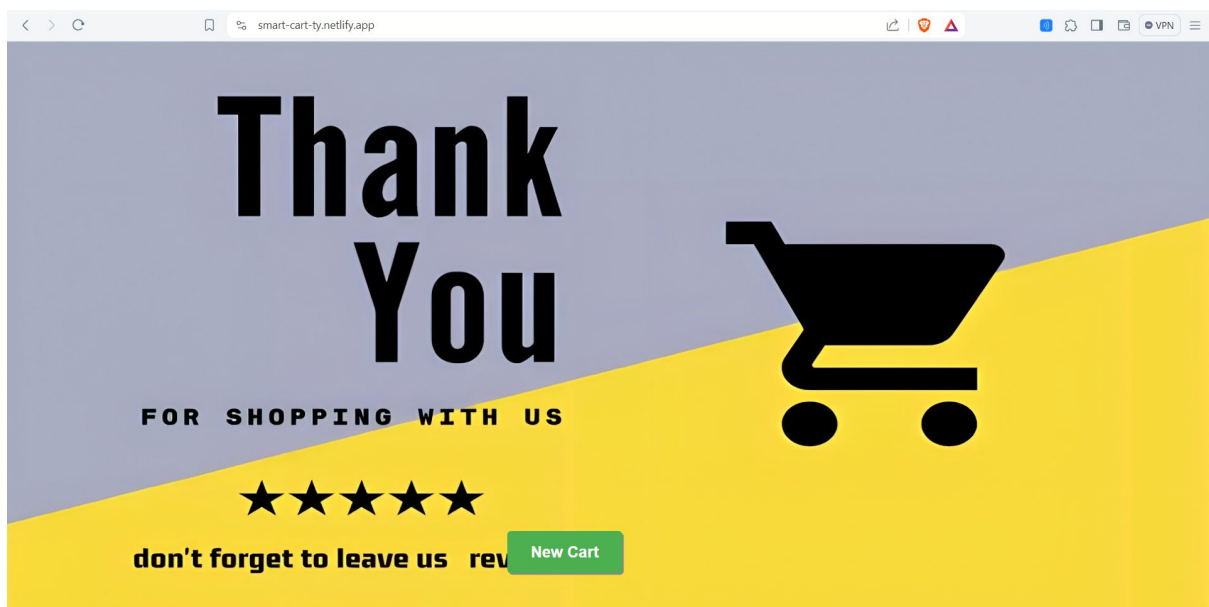 smart-cart-ty.netlify.app
VPN
Thank
You
FOR SHOPPING WITH US
don't forget to leave us
New Cart